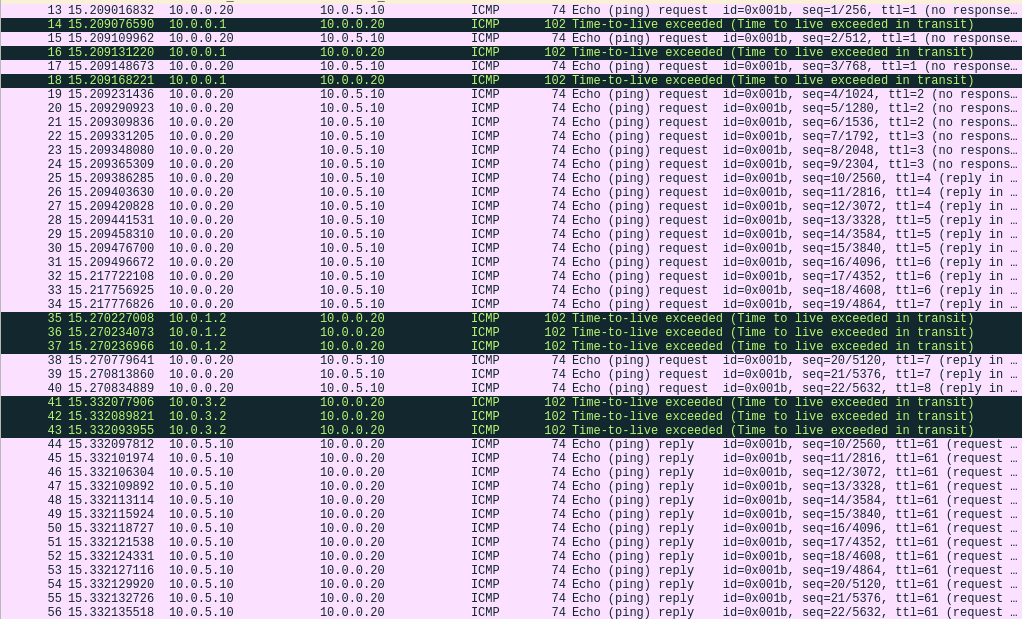 13 15.209016832 10.0.0.20 10.0.5.10 ICMP 74 Echo (ping) request id=0x001b, seq=1/256, ttl=1 (no response…
14 15.209076590 10.0.0.1 10.0.0.20 ICMP 102 Time-to-live exceeded (Time to live exceeded in transit)
15 15.209109962 10.0.0.20 10.0.5.10 ICMP 74 Echo (ping) request id=0x001b, seq=2/512, ttl=1 (no response…
16 15.209131220 10.0.0.1 10.0.0.20 ICMP 102 Time-to-live exceeded (Time to live exceeded in transit)
17 15.209148673 10.0.0.20 10.0.5.10 ICMP 74 Echo (ping) request id=0x001b, seq=3/768, ttl=1 (no response…
18 15.209168221 10.0.0.1 10.0.0.20 ICMP 102 Time-to-live exceeded (Time to live exceeded in transit)
19 15.209231436 10.0.0.20 10.0.5.10 ICMP 74 Echo (ping) request id=0x001b, seq=4/1024, ttl=2 (no respons…
20 15.209290923 10.0.0.20 10.0.5.10 ICMP 74 Echo (ping) request id=0x001b, seq=5/1280, ttl=2 (no respons…
21 15.209309836 10.0.0.20 10.0.5.10 ICMP 74 Echo (ping) request id=0x001b, seq=6/1536, ttl=2 (no respons…
22 15.209331205 10.0.0.20 10.0.5.10 ICMP 74 Echo (ping) request id=0x001b, seq=7/1792, ttl=3 (no respons…
23 15.209348080 10.0.0.20 10.0.5.10 ICMP 74 Echo (ping) request id=0x001b, seq=8/2048, ttl=3 (no respons…
24 15.209365309 10.0.0.20 10.0.5.10 ICMP 74 Echo (ping) request id=0x001b, seq=9/2304, ttl=3 (no respons…
25 15.209386285 10.0.0.20 10.0.5.10 ICMP 74 Echo (ping) request id=0x001b, seq=10/2560, ttl=4 (reply in …
26 15.209403630 10.0.0.20 10.0.5.10 ICMP 74 Echo (ping) request id=0x001b, seq=11/2816, ttl=4 (reply in …
27 15.209420828 10.0.0.20 10.0.5.10 ICMP 74 Echo (ping) request id=0x001b, seq=12/3072, ttl=4 (reply in …
28 15.209441531 10.0.0.20 10.0.5.10 ICMP 74 Echo (ping) request id=0x001b, seq=13/3328, ttl=5 (reply in …
29 15.209458310 10.0.0.20 10.0.5.10 ICMP 74 Echo (ping) request id=0x001b, seq=14/3584, ttl=5 (reply in …
30 15.209476700 10.0.0.20 10.0.5.10 ICMP 74 Echo (ping) request id=0x001b, seq=15/3840, ttl=5 (reply in …
31 15.209496672 10.0.0.20 10.0.5.10 ICMP 74 Echo (ping) request id=0x001b, seq=16/4096, ttl=6 (reply in …
32 15.217722108 10.0.0.20 10.0.5.10 ICMP 74 Echo (ping) request id=0x001b, seq=17/4352, ttl=6 (reply in …
33 15.217756925 10.0.0.20 10.0.5.10 ICMP 74 Echo (ping) request id=0x001b, seq=18/4608, ttl=6 (reply in …
34 15.217776826 10.0.0.20 10.0.5.10 ICMP 74 Echo (ping) request id=0x001b, seq=19/4864, ttl=7 (reply in …
35 15.270227008 10.0.1.2 10.0.0.20 ICMP 102 Time-to-live exceeded (Time to live exceeded in transit)
36 15.270234073 10.0.1.2 10.0.0.20 ICMP 102 Time-to-live exceeded (Time to live exceeded in transit)
37 15.270236966 10.0.1.2 10.0.0.20 ICMP 102 Time-to-live exceeded (Time to live exceeded in transit)
38 15.270779641 10.0.0.20 10.0.5.10 ICMP 74 Echo (ping) request id=0x001b, seq=20/5120, ttl=7 (reply in …
39 15.270813860 10.0.0.20 10.0.5.10 ICMP 74 Echo (ping) request id=0x001b, seq=21/5376, ttl=7 (reply in …
40 15.270834889 10.0.0.20 10.0.5.10 ICMP 74 Echo (ping) request id=0x001b, seq=22/5632, ttl=8 (reply in …
41 15.332077906 10.0.3.2 10.0.0.20 ICMP 102 Time-to-live exceeded (Time to live exceeded in transit)
42 15.332089821 10.0.3.2 10.0.0.20 ICMP 102 Time-to-live exceeded (Time to live exceeded in transit)
43 15.332093955 10.0.3.2 10.0.0.20 ICMP 102 Time-to-live exceeded (Time to live exceeded in transit)
44 15.332097812 10.0.5.10 10.0.0.20 ICMP 74 Echo (ping) reply id=0x001b, seq=10/2560, ttl=61 (request …
45 15.332101974 10.0.5.10 10.0.0.20 ICMP 74 Echo (ping) reply id=0x001b, seq=11/2816, ttl=61 (request …
46 15.332106304 10.0.5.10 10.0.0.20 ICMP 74 Echo (ping) reply id=0x001b, seq=12/3072, ttl=61 (request …
47 15.332109892 10.0.5.10 10.0.0.20 ICMP 74 Echo (ping) reply id=0x001b, seq=13/3328, ttl=61 (request …
48 15.332113114 10.0.5.10 10.0.0.20 ICMP 74 Echo (ping) reply id=0x001b, seq=14/3584, ttl=61 (request …
49 15.332115924 10.0.5.10 10.0.0.20 ICMP 74 Echo (ping) reply id=0x001b, seq=15/3840, ttl=61 (request …
50 15.332118727 10.0.5.10 10.0.0.20 ICMP 74 Echo (ping) reply id=0x001b, seq=16/4096, ttl=61 (request …
51 15.332121538 10.0.5.10 10.0.0.20 ICMP 74 Echo (ping) reply id=0x001b, seq=17/4352, ttl=61 (request …
52 15.332124331 10.0.5.10 10.0.0.20 ICMP 74 Echo (ping) reply id=0x001b, seq=18/4608, ttl=61 (request …
53 15.332127116 10.0.5.10 10.0.0.20 ICMP 74 Echo (ping) reply id=0x001b, seq=19/4864, ttl=61 (request …
54 15.332129920 10.0.5.10 10.0.0.20 ICMP 74 Echo (ping) reply id=0x001b, seq=20/5120, ttl=61 (request …
55 15.332132726 10.0.5.10 10.0.0.20 ICMP 74 Echo (ping) reply id=0x001b, seq=21/5376, ttl=61 (request …
56 15.332135518 10.0.5.10 10.0.0.20 ICMP 74 Echo (ping) reply id=0x001b, seq=22/5632, ttl=61 (request …